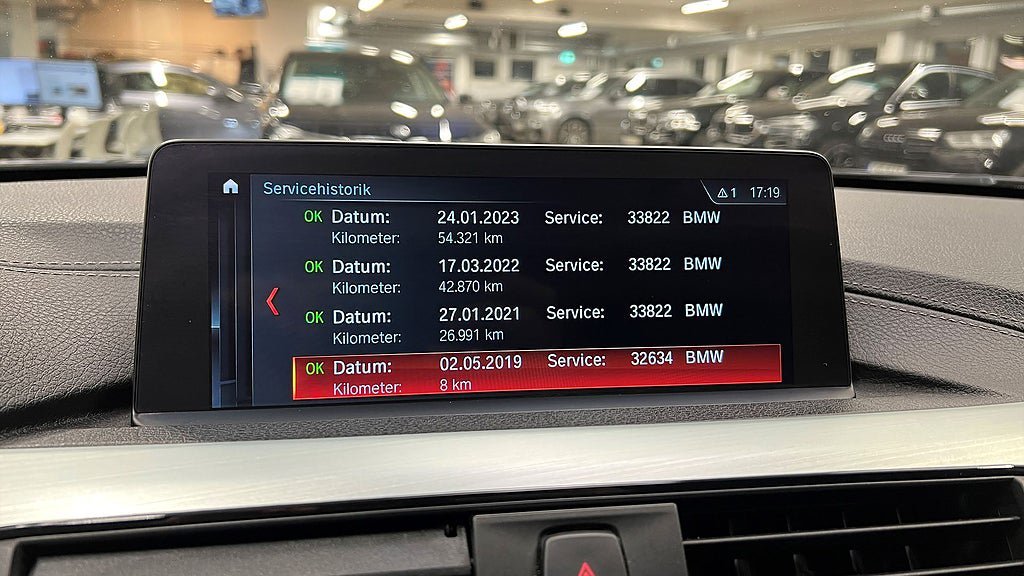 Servicehistorik 1 17:19
OK Datum: 24.01.2023 Service: 33822 BMW
Kilometer: 54.321 km
OK Datum: 17.03.2022 Service: 33822 BMW
Kilometer: 42.870 km
OK Datum: 27.01.2021 Service: 33822 BMW
Kilometer: 26.991 km
OK Datum: 02.05.2019 Service: 32634 BMW
Kilometer: 8 km